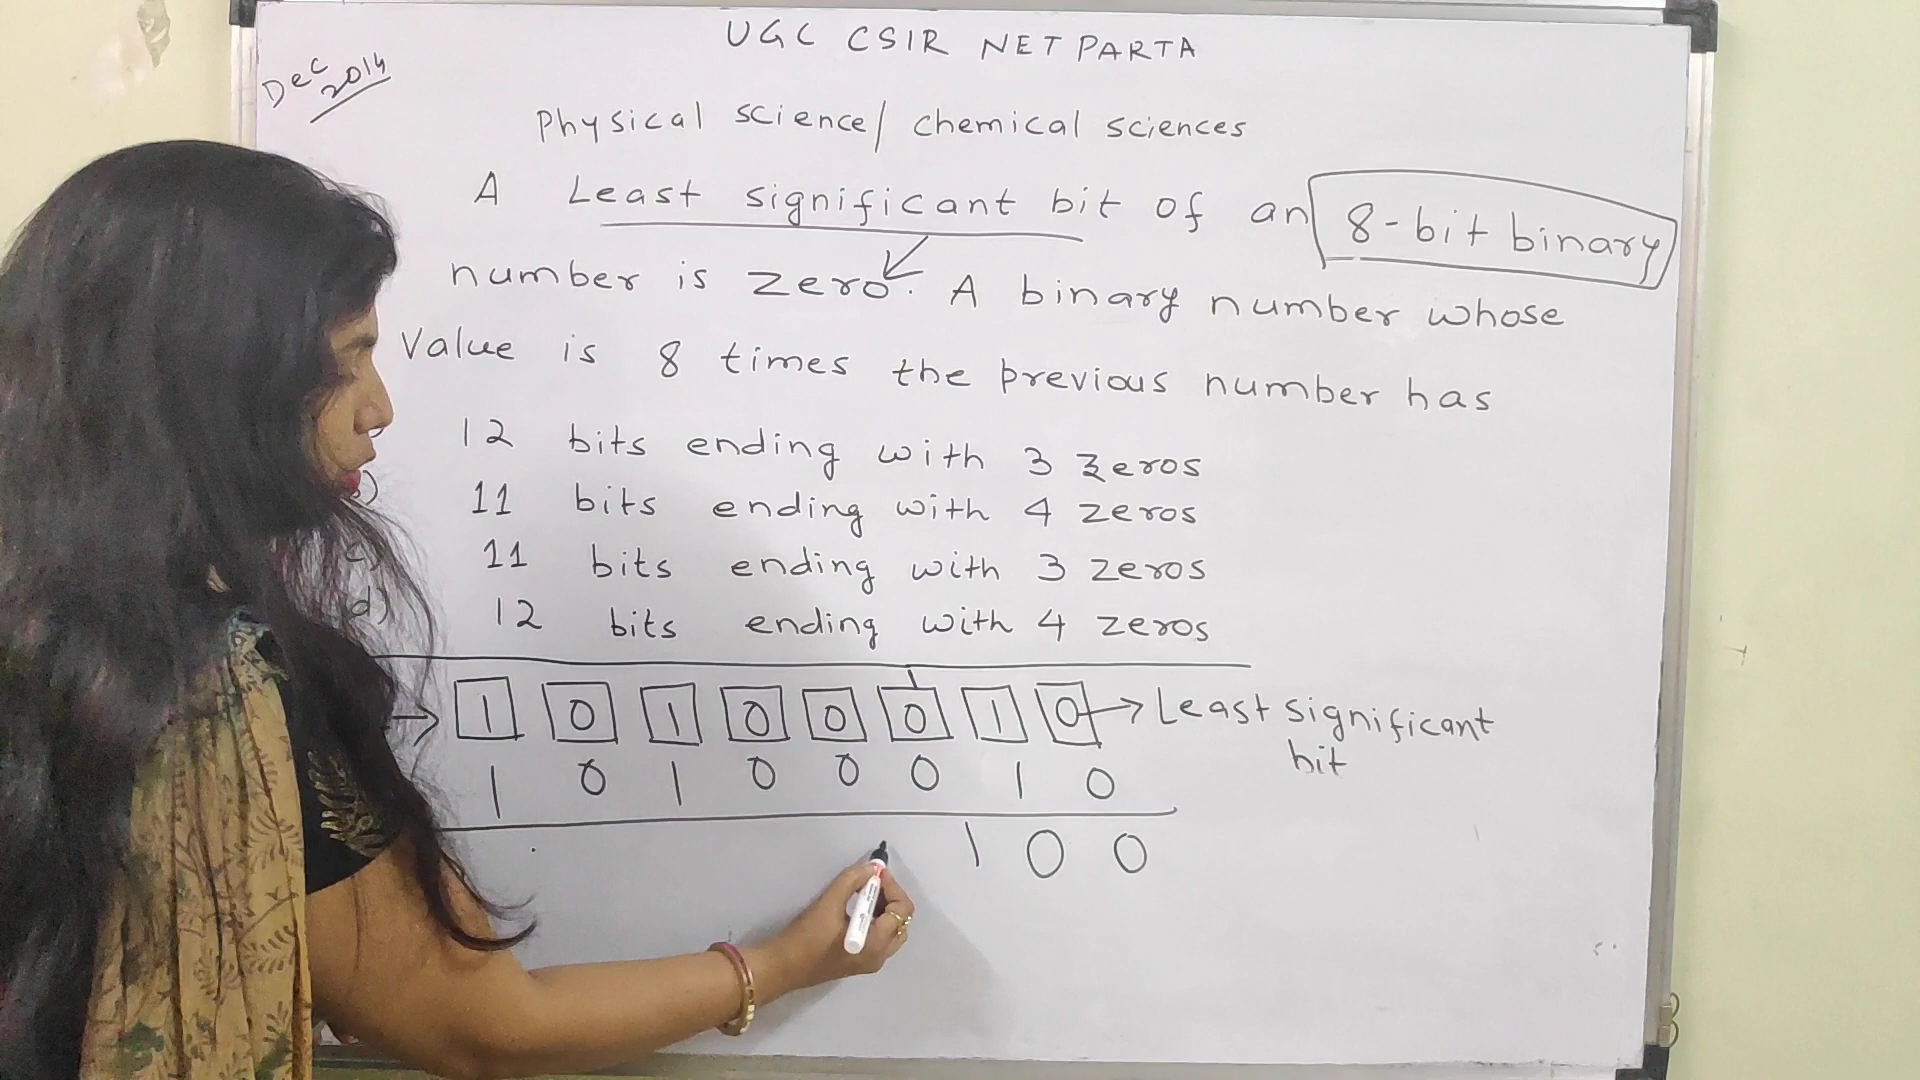 UGC CSIR NET PART A
Dec 2014
Physical science/ chemical sciences
A Least significant bit of an 8-bit binary
number is zero. A binary number whose
value is 8 times the previous number has
12 bits ending with 3 zeros
b) 11 bits ending with 4 zeros
c) 11 bits ending with 3 zeros
d) 12 bits ending with 4 zeros
→ 1 0 1 0 0 0 1 0 → Least significant
bit
1 0 1 0 0 0 1 0
1 0 0